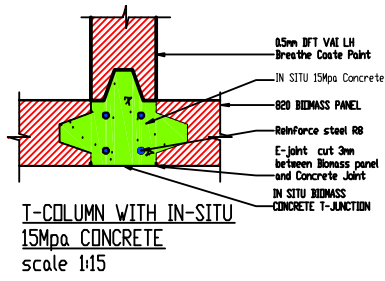 0.5mm DFT VAI LH
Breathe Coate Paint
IN SITU 15Mpa Concrete
820 BIOMASS PANEL
Reinforce steel R8
E-joint cut 3mm
between Biomass panel
and Concrete Joint
IN SITU BIOMASS
CONCRETE T-JUNCTION
T-COLUMN WITH IN-SITU
15Mpa CONCRETE
scale 1:15